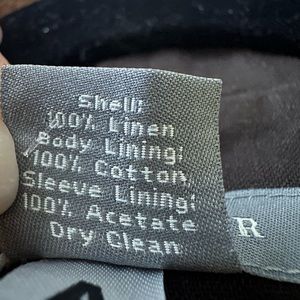 Shell:
100% Linen
Body Lining:
100% Cotton
Sleeve Lining:
100% Acetate
Dry Clean
R